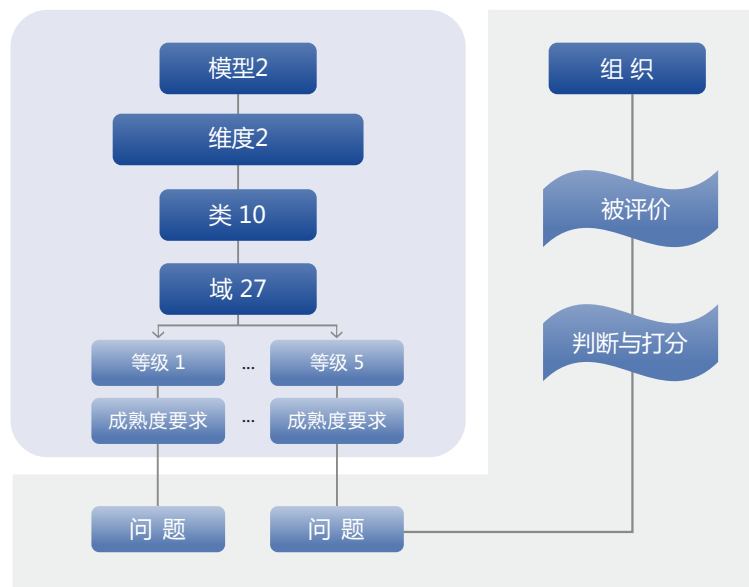 模型2
维度2
类 10
域 27
等级 1
...
等级 5
成熟度要求
...
成熟度要求
问 题
问 题
组 织
被评价
判断与打分